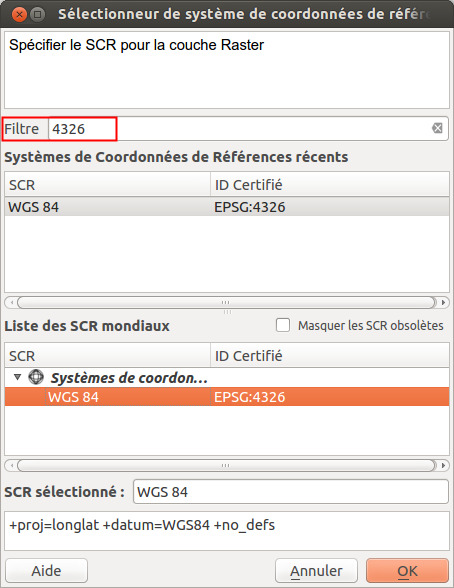 Sélectionneur de système de coordonnées de référe
Spécifier le SCR pour la couche Raster
Filtre 4326
Systèmes de Coordonnées de Références récents
SCR ID Certifié
WGS 84 EPSG:4326
Liste des SCR mondiaux Masquer les SCR obsolètes
SCR ID Certifié
Systèmes de coordon...
WGS 84 EPSG:4326
SCR sélectionné : WGS 84
+proj=longlat +datum=WGS84 +no_defs
Aide Annuler OK